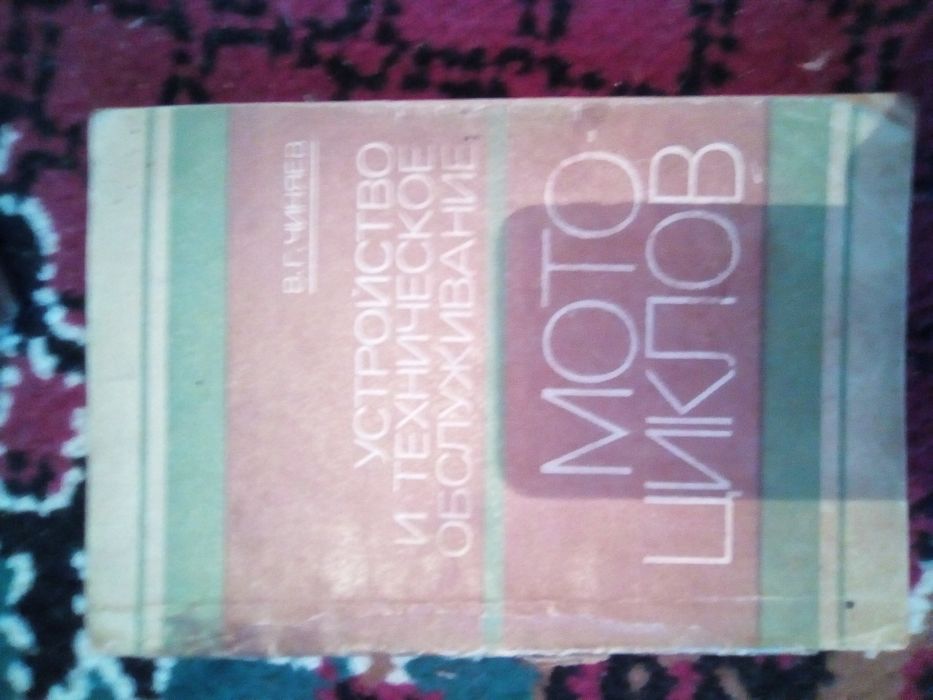 В.Г. ЧИНЯЕВ
УСТРОЙСТВО
И ТЕХНИЧЕСКОЕ
ОБСЛУЖИВАНИЕ
МОТО
ЦИКЛОВ